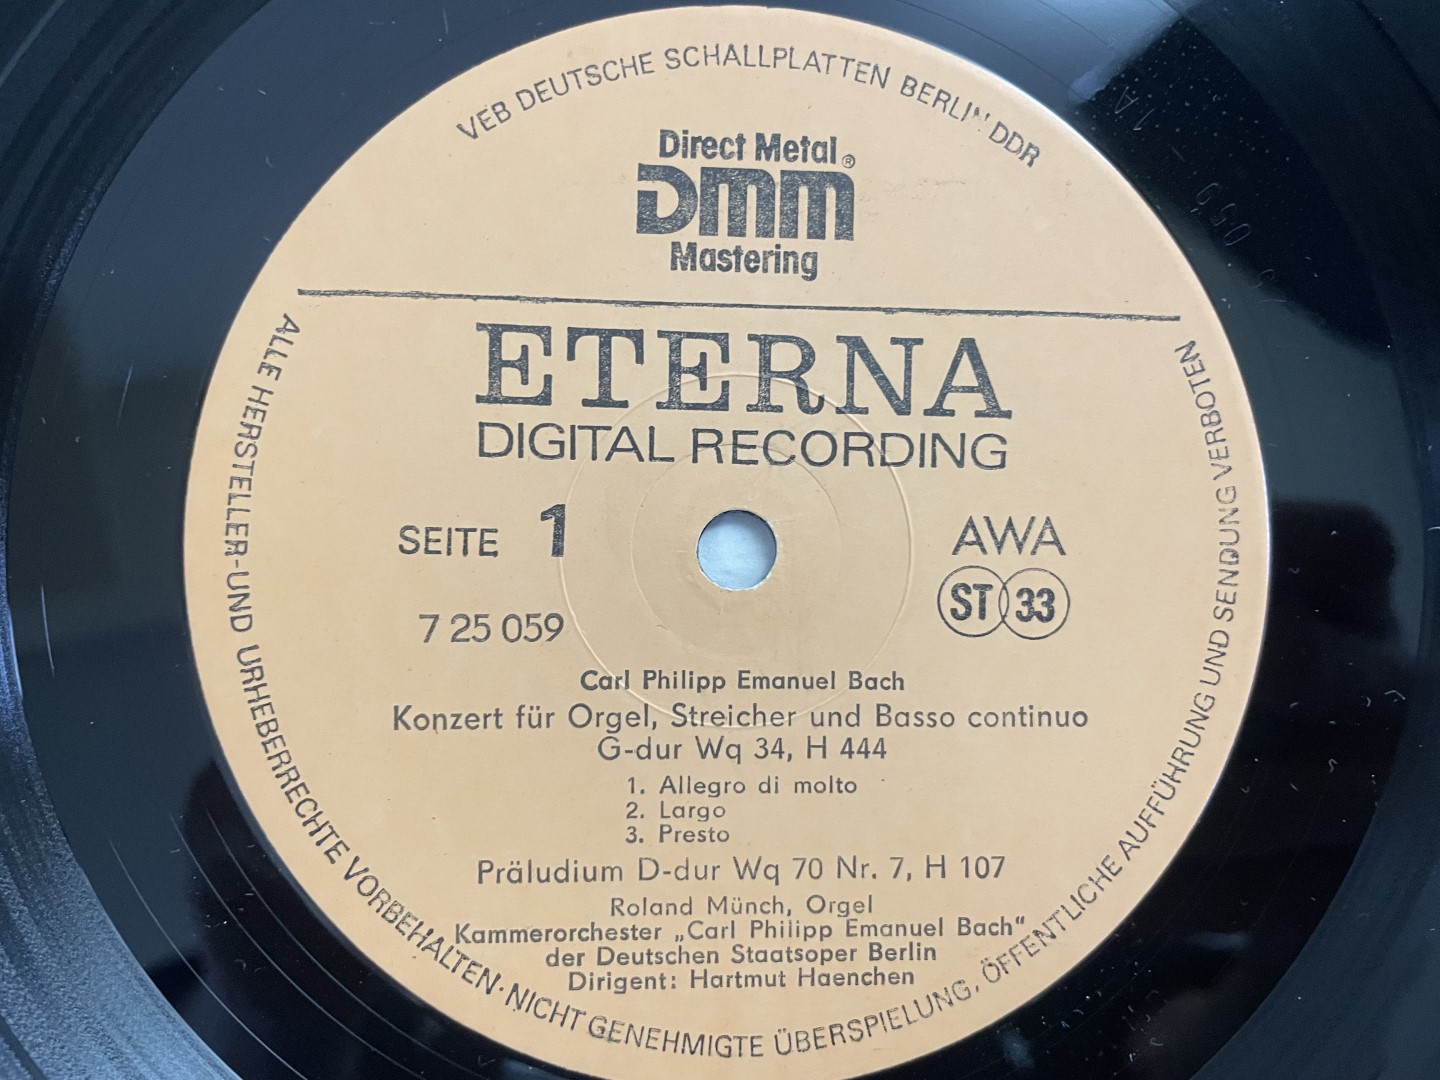 VEB DEUTSCHE SCHALLPLATTEN BERLIN DDR
Direct Metal ®
DMM
Mastering
ETERNA
DIGITAL RECORDING
SEITE 1
AWA
ST 33
7 25 059
Carl Philipp Emanuel Bach
Konzert für Orgel, Streicher und Basso continuo
G-dur Wq 34, H 444
1. Allegro di molto
2. Largo
3. Presto
Präludium D-dur Wq 70 Nr. 7, H 107
Roland Münch, Orgel
Kammerorchester „Carl Philipp Emanuel Bach“
der Deutschen Staatsoper Berlin
Dirigent: Hartmut Haenchen
ALLE HERSTELLER-UND URHEBERRECHTE VORBEHALTEN·NICHT GENEHMIGTE ÜBERSPIELUNG, ÖFFENTLICHE AUFFÜHRUNG UND SENDUNG VERBOTEN
1A
059